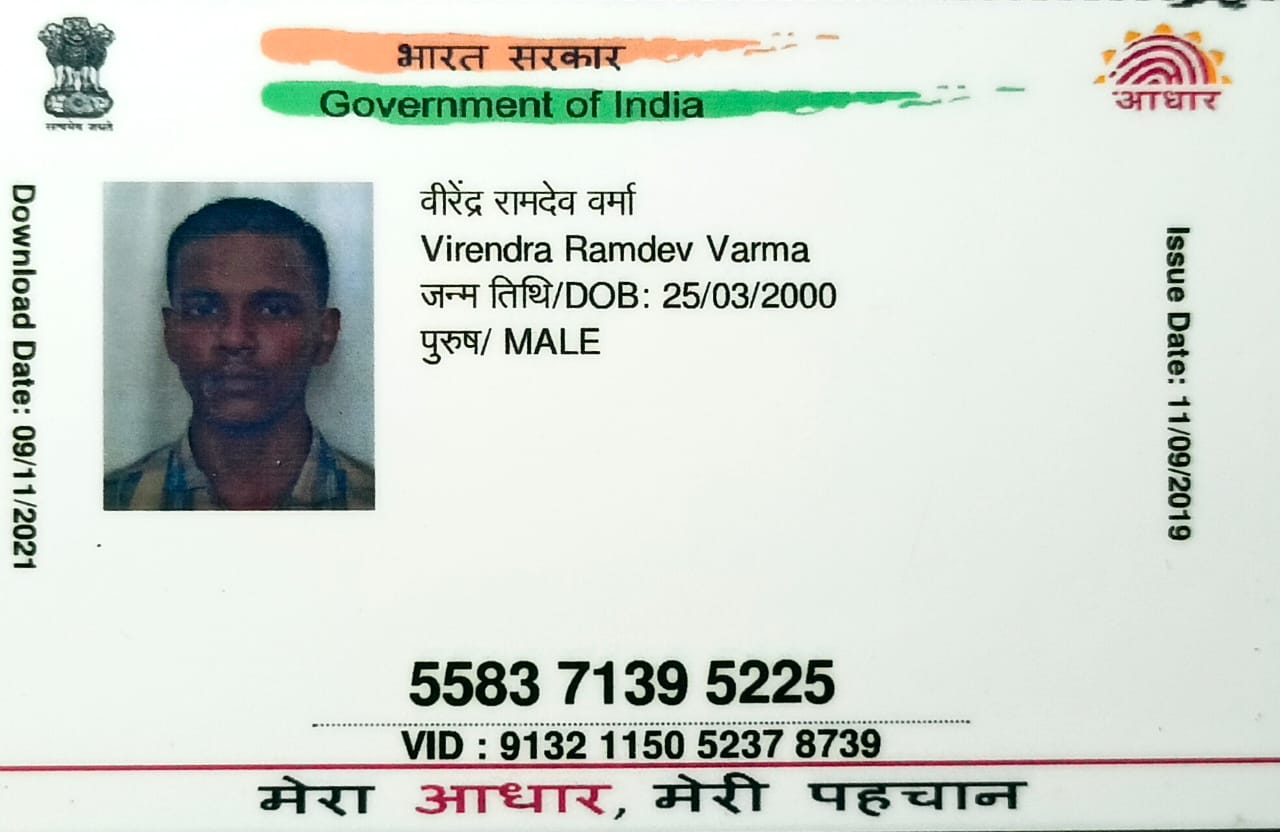 भारत सरकार
Government of India
सत्यमेव जयते
आधार
वीरेंद्र रामदेव वर्मा
Virendra Ramdev Varma
जन्म तिथि/DOB: 25/03/2000
पुरुष/ MALE
Download Date: 09/11/2021
Issue Date: 11/09/2019
5583 7139 5225
VID : 9132 1150 5237 8739
मेरा आधार, मेरी पहचान